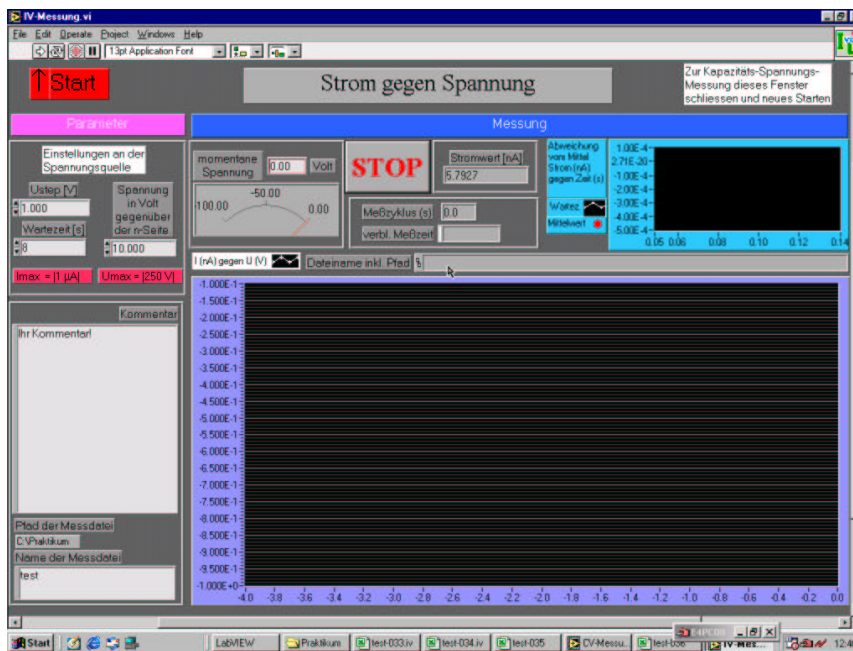 IV-Messung.vi
File Edit Operate Project Windows Help
13pt Application Font
Start
Strom gegen Spannung
Zur Kapazitäts-Spannungs-
Messung dieses Fenster
schliessen und neues Starten
Parameter
Messung
Einstellungen an der
Spannungsquelle
Ustep [V]
1.000
Wartezeit [s]
8
Spannung
in Volt
gegenüber
der n-Seite
10.000
Imax = |1 µA|
Umax = |250 V|
momentane
Spannung
0.00
Volt
-50.00
-100.00
0.00
STOP
Stromwert [nA]
5.7927
Meßzyklus (s)
0.0
verbl. Meßzeit
Abweichung
vom Mittel
Strom (nA)
gegen Zeit (s)
Wartez.
Mittelwert
1.00E-4
2.71E-20
-1.00E-4
-2.00E-4
-3.00E-4
-4.00E-4
-5.00E-4
0.05 0.06 0.08 0.10 0.12 0.14
I (nA) gegen U (V)
Dateiname inkl. Pfad
Kommentar
Ihr Kommentar!
Pfad der Messdatei
C:\Praktikum
Name der Messdatei
test
-1.000E-1
-1.500E-1
-2.000E-1
-2.500E-1
-3.000E-1
-3.500E-1
-4.000E-1
-4.500E-1
-5.000E-1
-5.500E-1
-6.000E-1
-6.500E-1
-7.000E-1
-7.500E-1
-8.000E-1
-8.500E-1
-9.000E-1
-9.500E-1
-1.000E+0
-4.0 -3.8 -3.6 -3.4 -3.2 -3.0 -2.8 -2.6 -2.4 -2.2 -2.0 -1.8 -1.6 -1.4 -1.2 -1.0 -0.8 -0.6 -0.4 -0.2 0.0
Start LabVIEW Praktikum test-033.iv test-034.iv test-035 CV-Messu... test-036 IV-Mes...